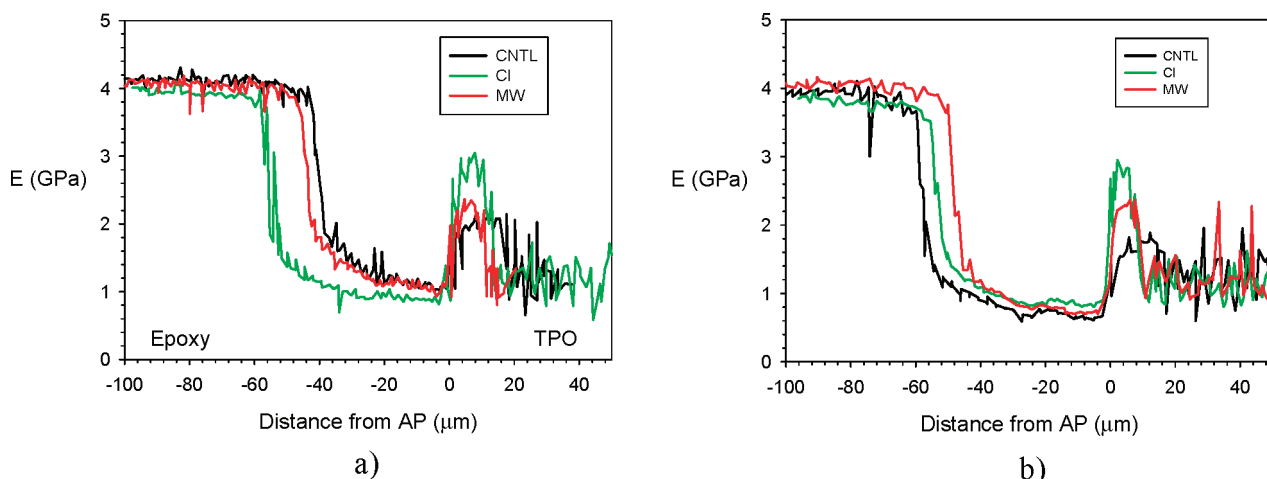 5
4
3
2
1
0
E (GPa)
CNTL
CI
MW
Epoxy
TPO
-100 -80 -60 -40 -20 0 20 40
Distance from AP (μm)
a)
5
4
3
2
1
0
E (GPa)
CNTL
CI
MW
-100 -80 -60 -40 -20 0 20 40
Distance from AP (μm)
b)